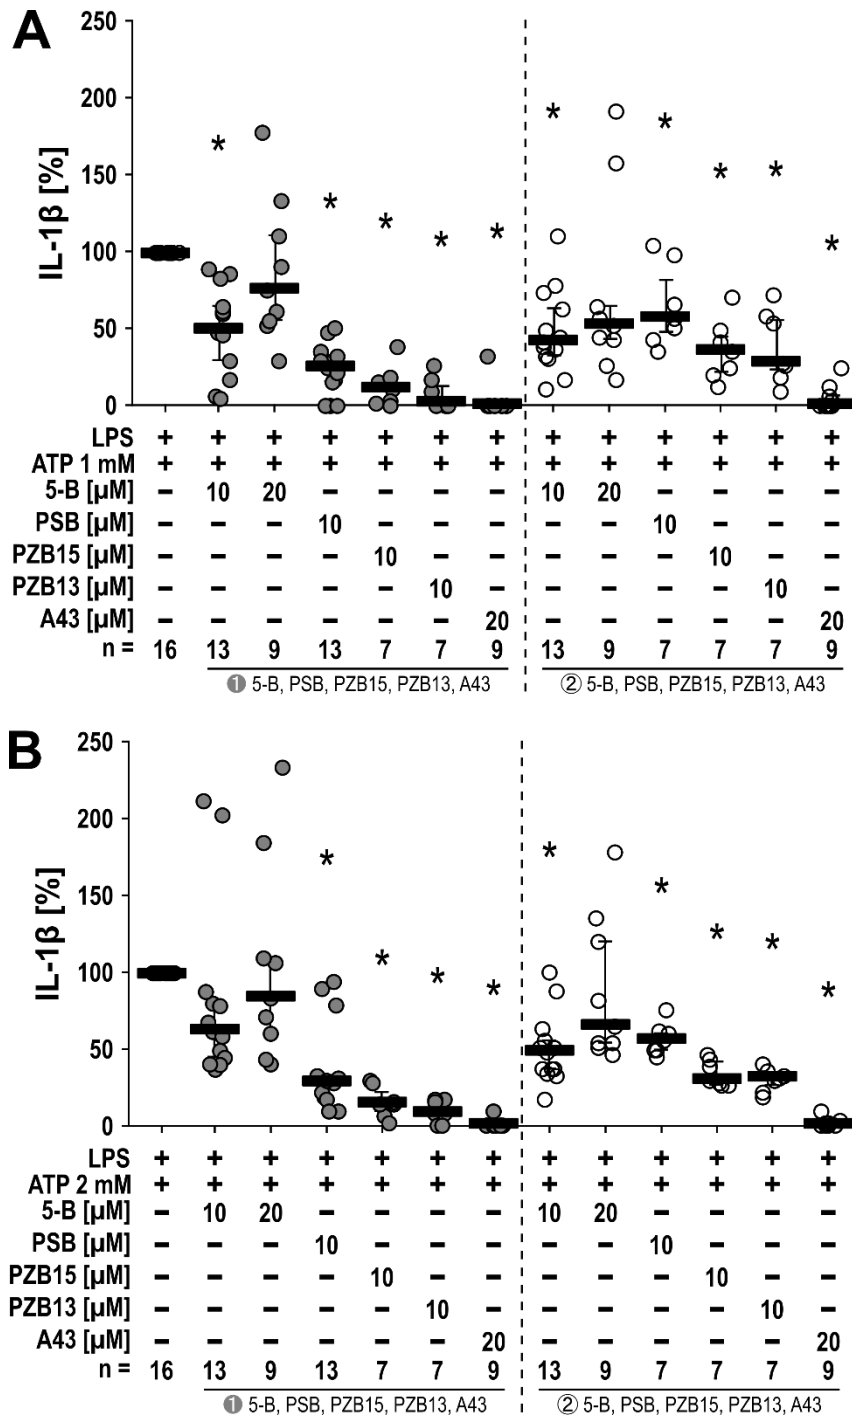 A
250
200
150
100
50
0
IL-1β [%]
* * * * * * * * * * *
LPS + + + + + + + + + + + + +
ATP 1 mM + + + + + + + + + + + + +
5-B [µM] – 10 20 – – – – 10 20 – – – –
PSB [µM] – – – 10 – – – – – 10 – – –
PZB15 [µM] – – – – 10 – – – – – 10 – –
PZB13 [µM] – – – – – 10 – – – – – 10 –
A43 [µM] – – – – – – 20 – – – – – 20
n = 16 13 9 13 7 7 9 13 9 7 7 7 9
❶ 5-B, PSB, PZB15, PZB13, A43 ② 5-B, PSB, PZB15, PZB13, A43
B
250
200
150
100
50
0
IL-1β [%]
* * * * * * * * *
LPS + + + + + + + + + + + + +
ATP 2 mM + + + + + + + + + + + + +
5-B [µM] – 10 20 – – – – 10 20 – – – –
PSB [µM] – – – 10 – – – – – 10 – – –
PZB15 [µM] – – – – 10 – – – – – 10 – –
PZB13 [µM] – – – – – 10 – – – – – 10 –
A43 [µM] – – – – – – 20 – – – – – 20
n = 16 13 9 13 7 7 9 13 9 7 7 7 9
❶ 5-B, PSB, PZB15, PZB13, A43 ② 5-B, PSB, PZB15, PZB13, A43